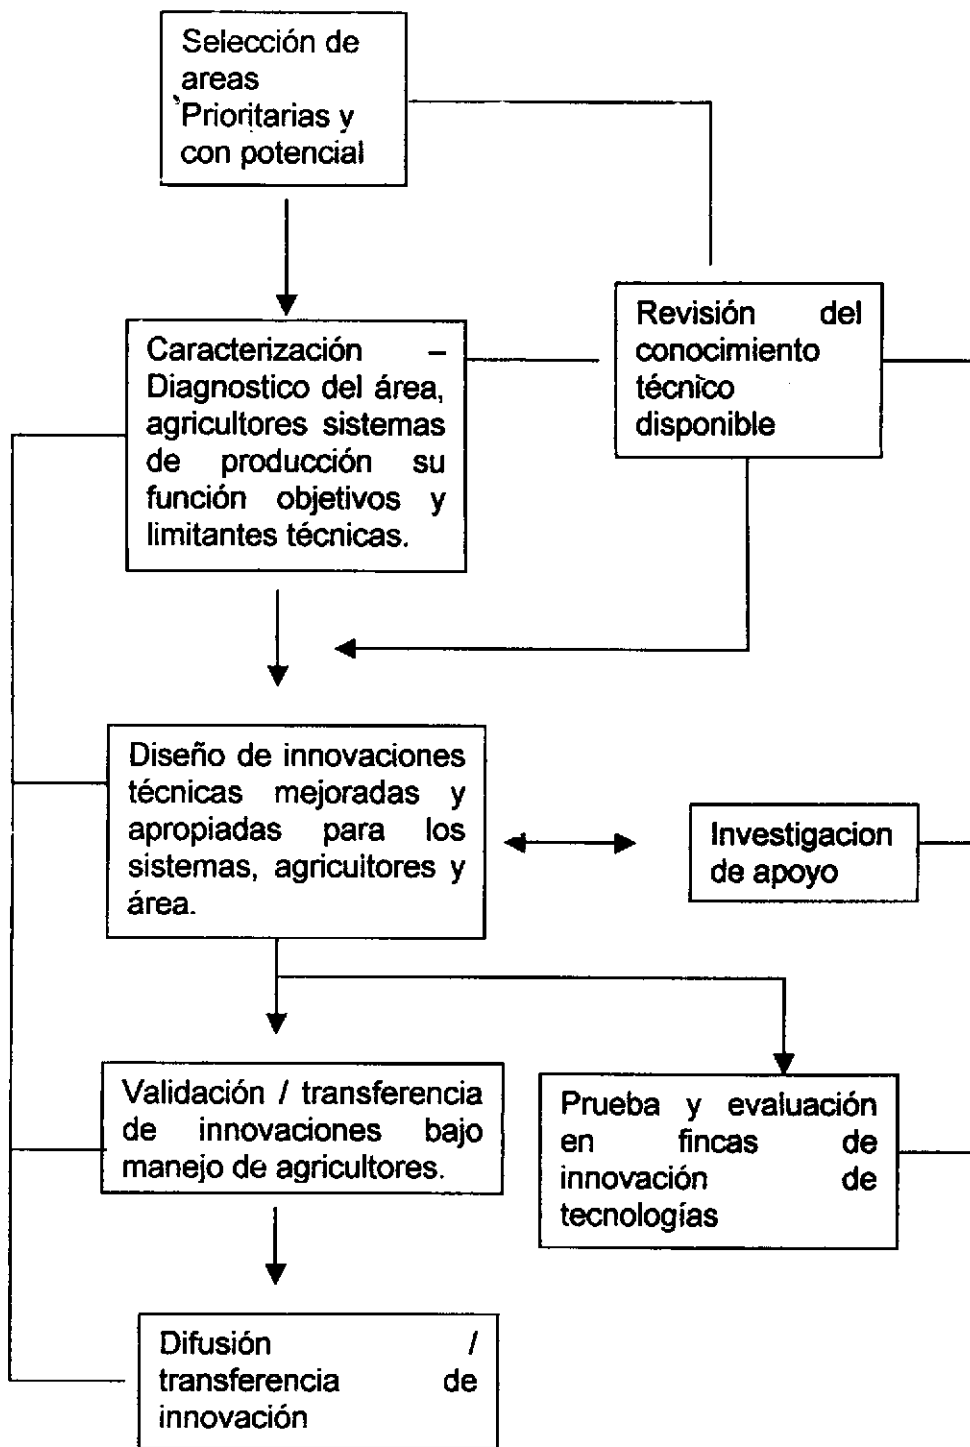 Selección de
areas
Prioritarias y
con potencial
Revisión del
conocimiento
técnico
disponible
Caracterización –
Diagnostico del área,
agricultores sistemas
de producción su
función objetivos y
limitantes técnicas.
Diseño de innovaciones
técnicas mejoradas y
apropiadas para los
sistemas, agricuitores y
área.
Investigacion
de apoyo
Validación / transferencia
de innovaciones bajo
manejo de agricultores.
Prueba y evaluación
en fincas de
innovación de
tecnologías
Difusión /
transferencia de
innovación